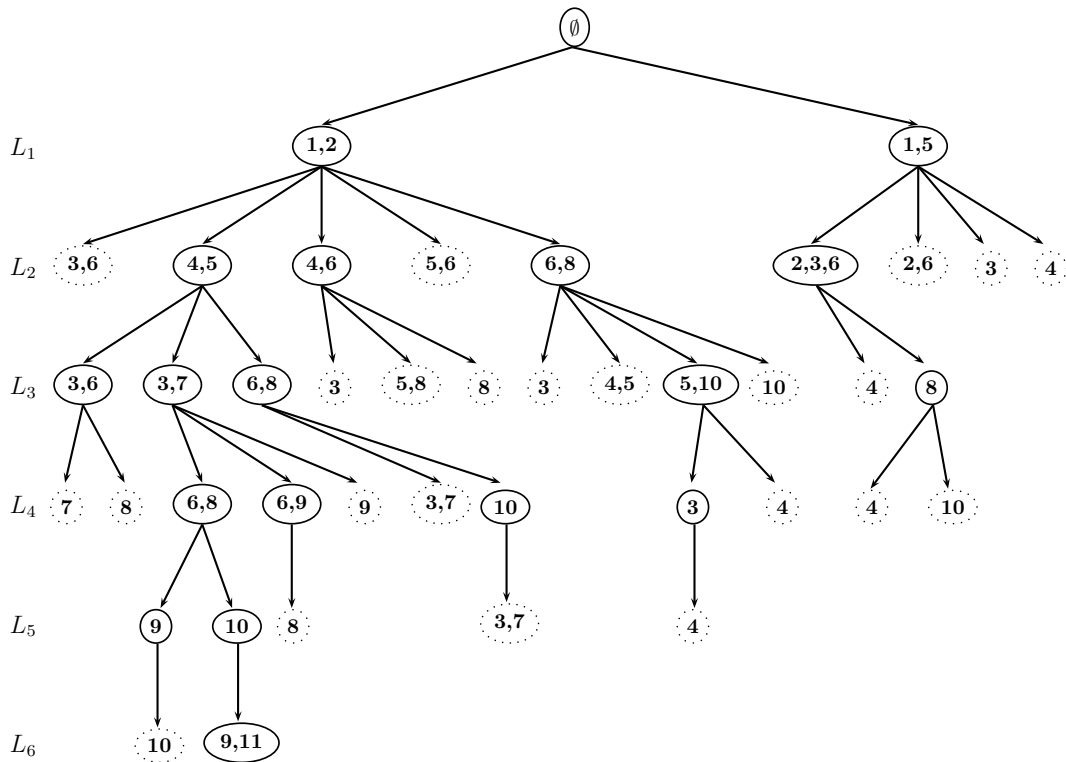 ∅
L₁ 1,2 1,5
L₂ 3,6 4,5 4,6 5,6 6,8 2,3,6 2,6 3 4
L₃ 3,6 3,7 6,8 3 5,8 8 3 4,5 5,10 10 4 8
L₄ 7 8 6,8 6,9 9 3,7 10 3 4 4 10
L₅ 9 10 8 3,7 4
L₆ 10 9,11